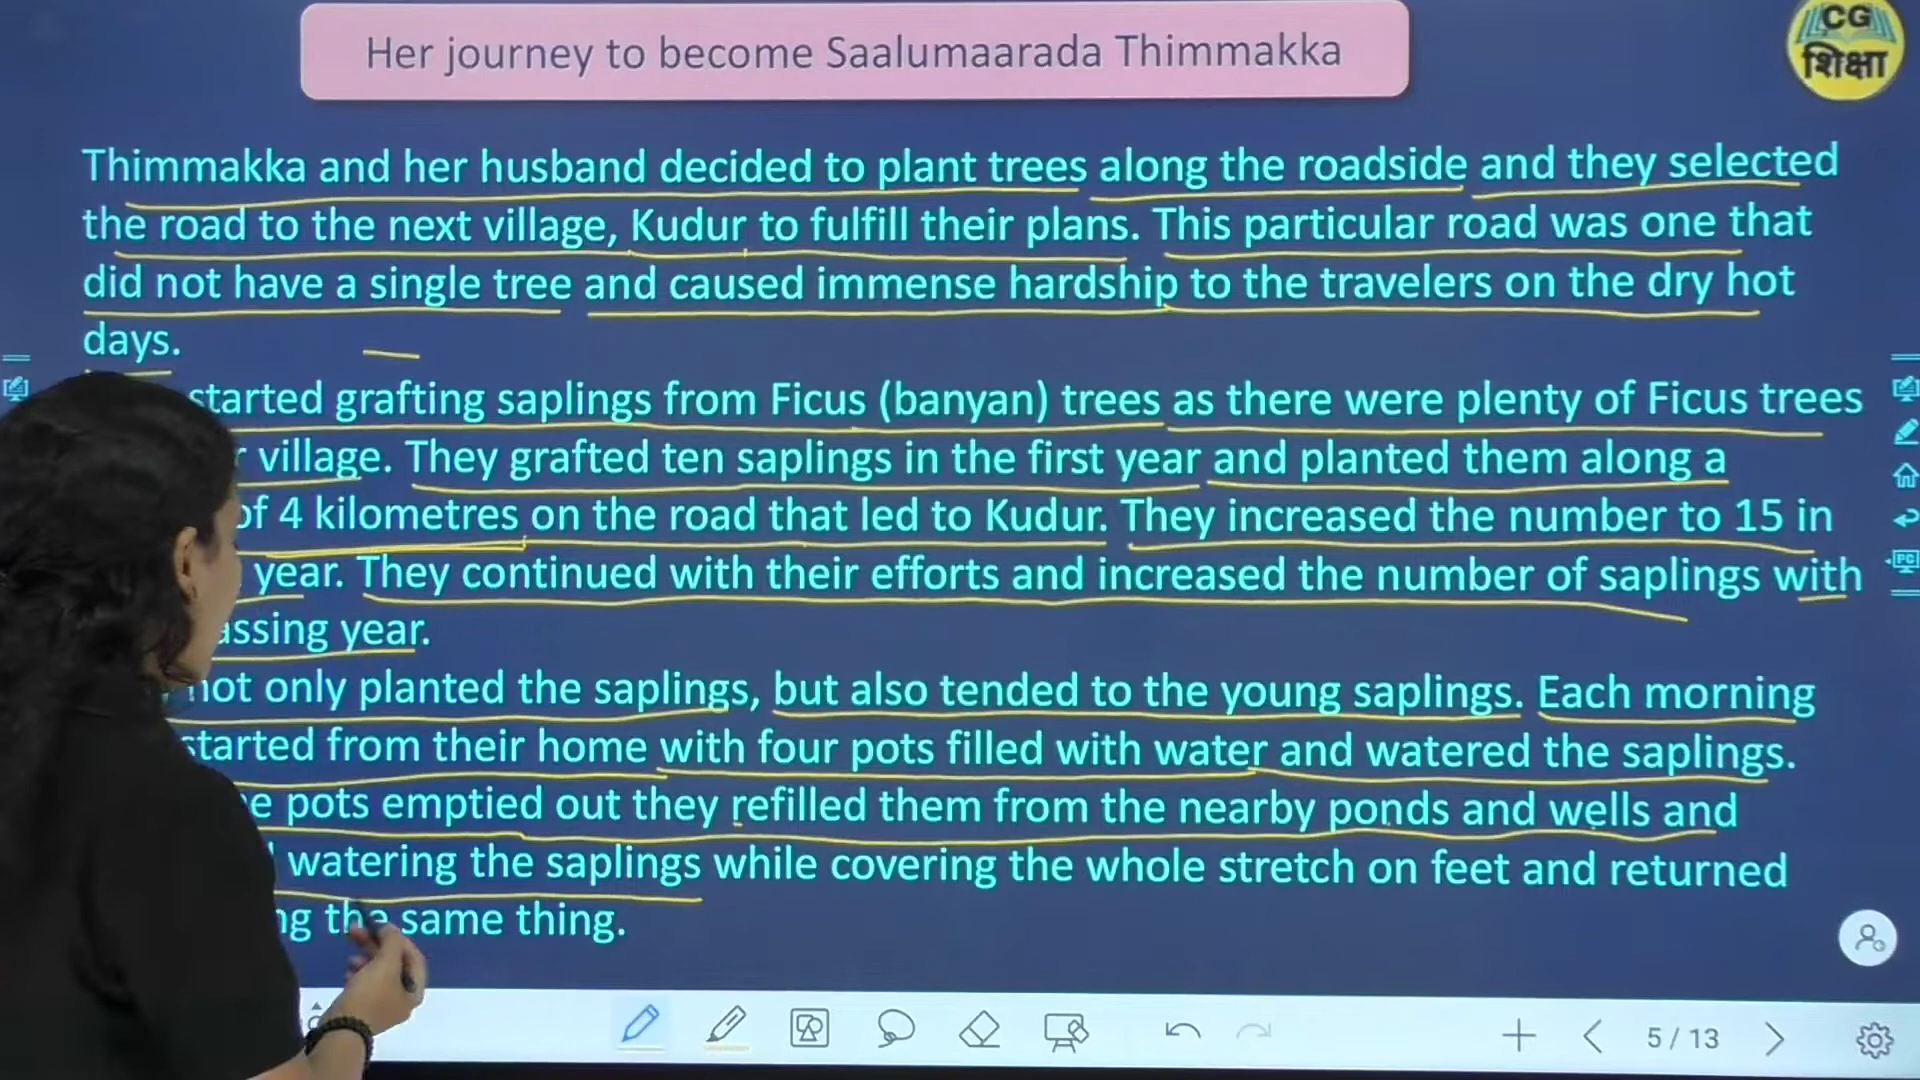 Her journey to become Saalumaarada Thimmakka
CG
शिक्षा
Thimmakka and her husband decided to plant trees along the roadside and they selected
the road to the next village, Kudur to fulfill their plans. This particular road was one that
did not have a single tree and caused immense hardship to the travelers on the dry hot
days.
started grafting saplings from Ficus (banyan) trees as there were plenty of Ficus trees
village. They grafted ten saplings in the first year and planted them along a
of 4 kilometres on the road that led to Kudur. They increased the number to 15 in
year. They continued with their efforts and increased the number of saplings with
assing year.
not only planted the saplings, but also tended to the young saplings. Each morning
started from their home with four pots filled with water and watered the saplings.
pots emptied out they refilled them from the nearby ponds and wells and
watering the saplings while covering the whole stretch on feet and returned
the same thing.
5 / 13